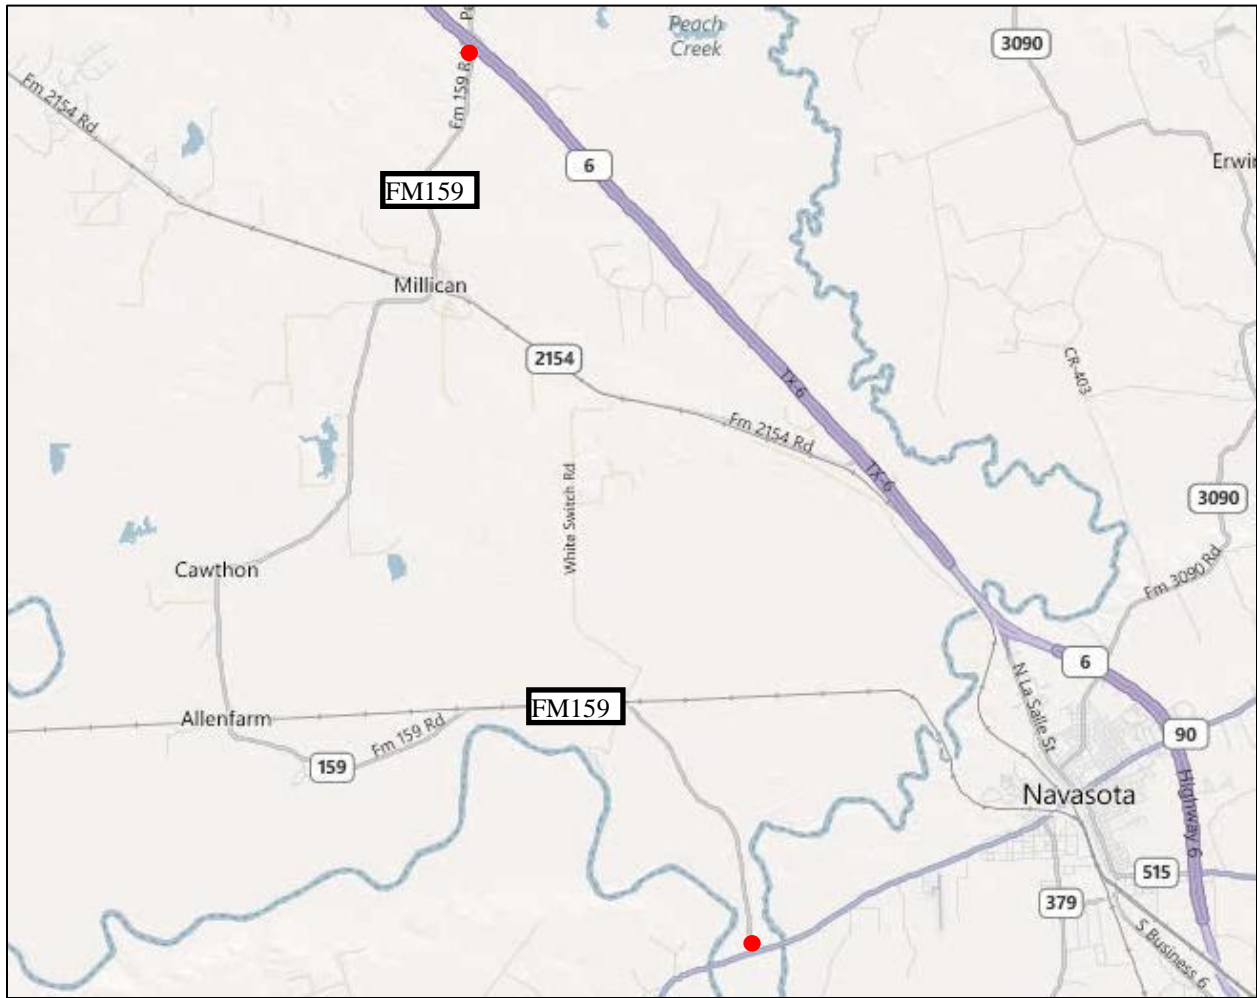 Pe
Peach
Creek
3090
Fm 2154 Rd
Fm 159 Rd
6
Erwin
FM159
Millican
2154
TX-6
CR-403
Fm 2154 Rd
TX-6
White Switch Rd
3090
Cawthon
Fm 3090 Rd
6
N La Salle St
FM159
Allenfarm
Fm 159 Rd
159
90
Navasota
Highway 6
515
379
S Business 6